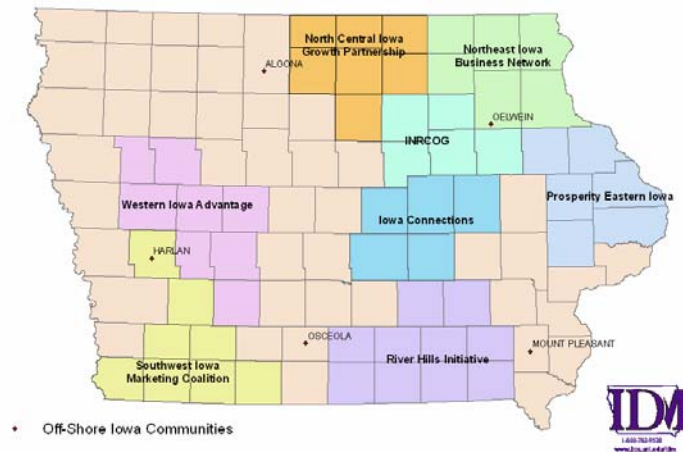 North Central Iowa
Growth Partnership
Northeast Iowa
Business Network
ALGONA
OELWEIN
INRCOG
Western Iowa Advantage
Iowa Connections
Prosperity Eastern Iowa
HARLAN
OSCEOLA
MOUNT PLEASANT
River Hills Initiative
Southwest Iowa
Marketing Coalition
Off-Shore Iowa Communities